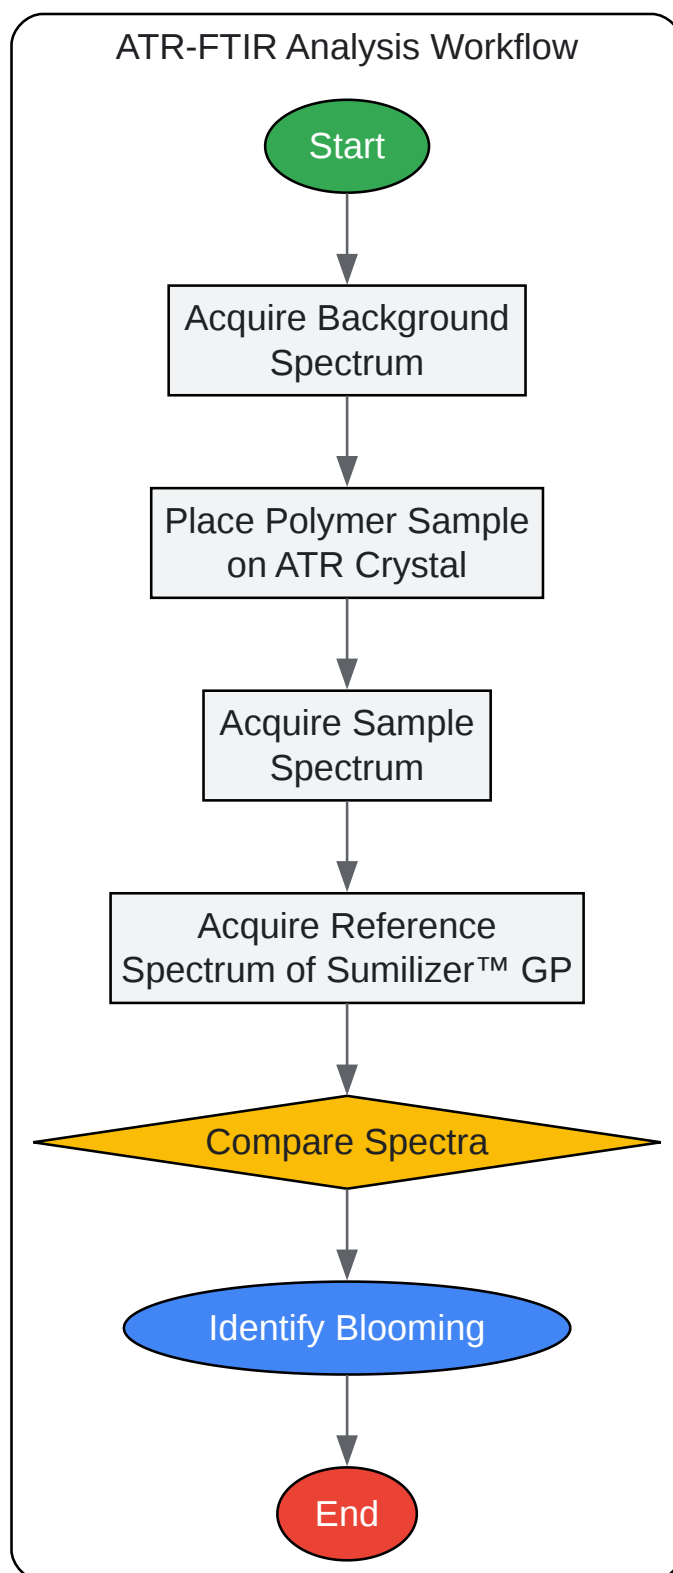 ATR-FTIR Analysis Workflow
Start
Acquire Background
Spectrum
Place Polymer Sample
on ATR Crystal
Acquire Sample
Spectrum
Acquire Reference
Spectrum of Sumilizer™ GP
Compare Spectra
Identify Blooming
End